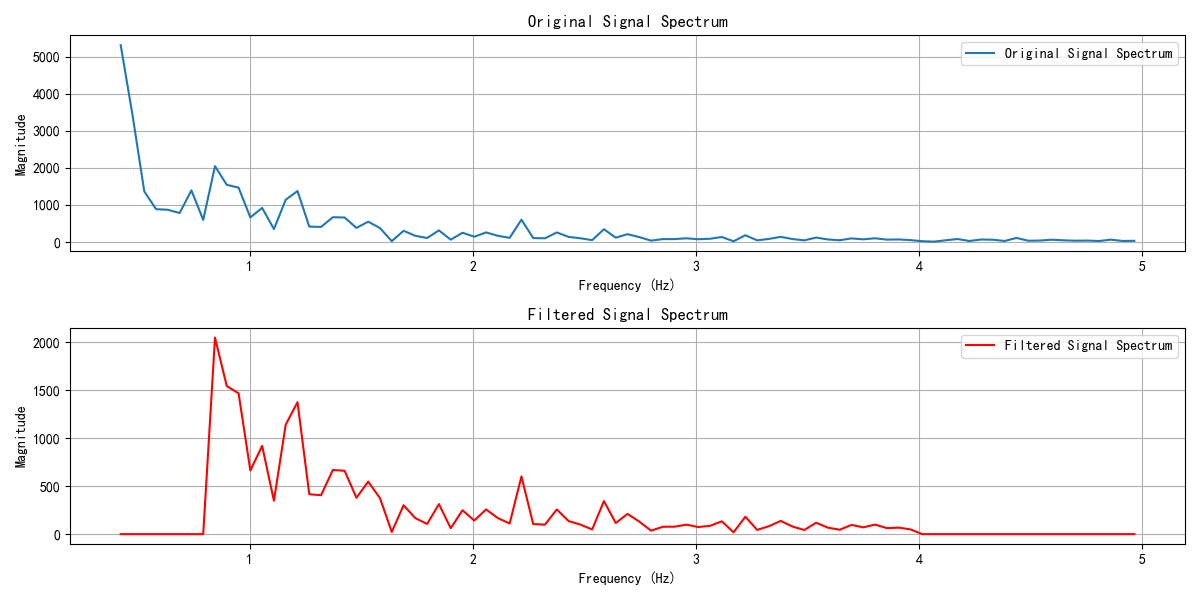 Original Signal Spectrum
5000
4000
3000
2000
1000
0
Magnitude
Original Signal Spectrum
1 2 3 4 5
Frequency (Hz)
Filtered Signal Spectrum
2000
1500
1000
500
0
Magnitude
Filtered Signal Spectrum
1 2 3 4 5
Frequency (Hz)